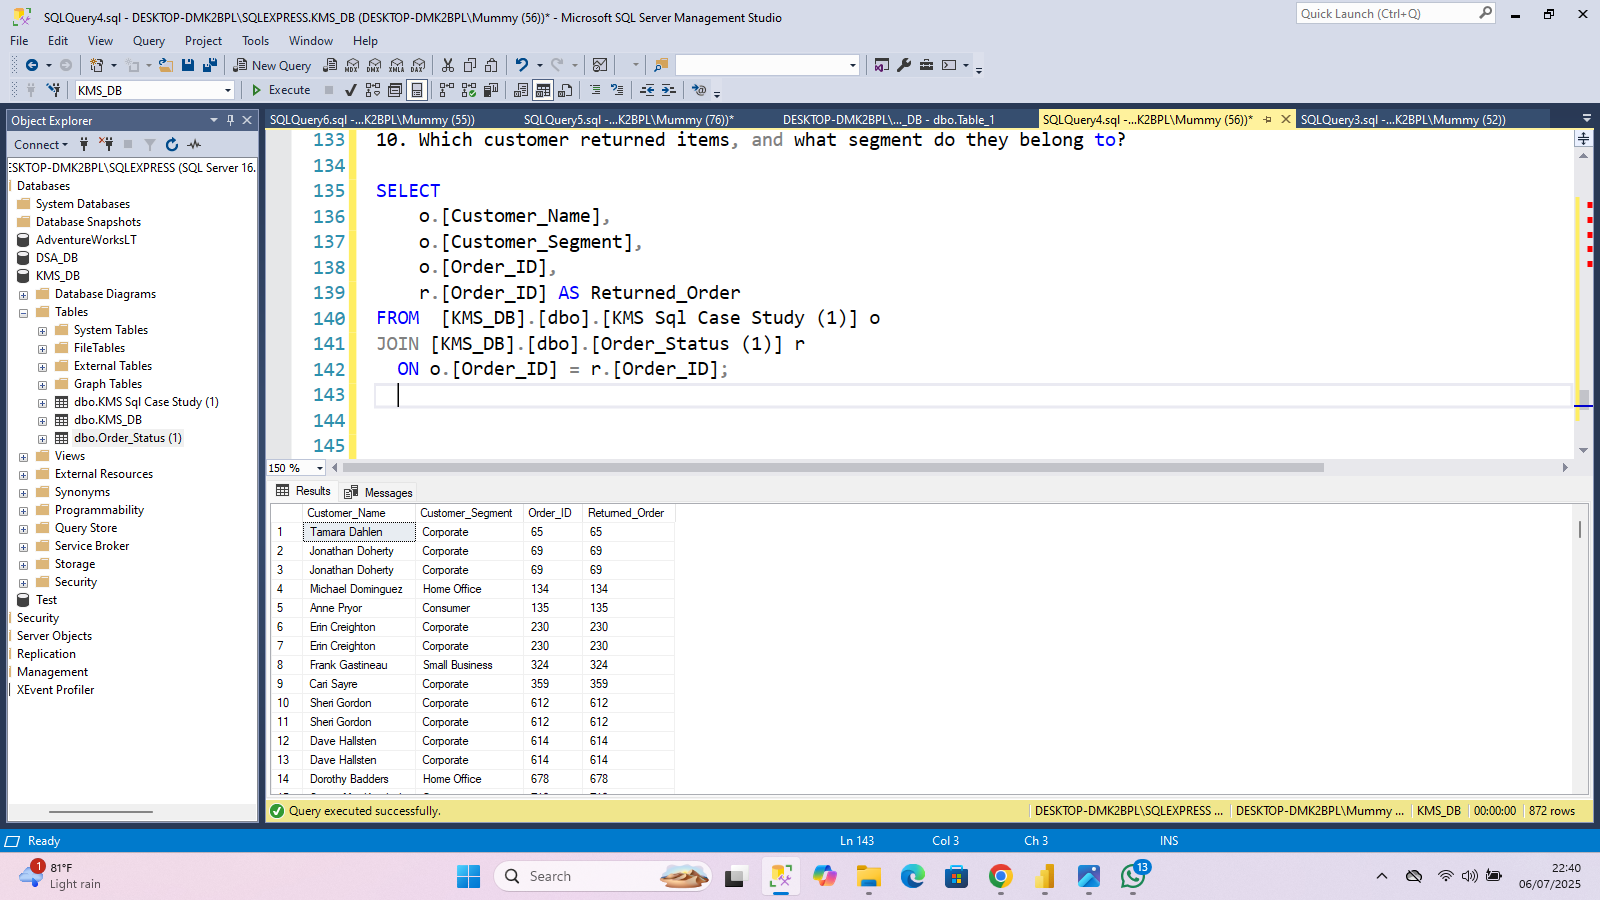 SQLQuery4.sql - DESKTOP-DMK2BPL\SQLEXPRESS.KMS_DB (DESKTOP-DMK2BPL\Mummy (56))* - Microsoft SQL Server Management Studio
Quick Launch (Ctrl+Q)
File Edit View Query Project Tools Window Help
New Query MDX DMX XMLA DAX
KMS_DB Execute
Object Explorer
SQLQuery6.sql -...K2BPL\Mummy (55)) SQLQuery5.sql -...K2BPL\Mummy (76))* DESKTOP-DMK2BPL\..._DB - dbo.Table_1 SQLQuery4.sql -...K2BPL\Mummy (56))* SQLQuery3.sql -...K2BPL\Mummy (52))
Connect
ESKTOP-DMK2BPL\SQLEXPRESS (SQL Server 16.
Databases
System Databases
Database Snapshots
AdventureWorksLT
DSA_DB
KMS_DB
Database Diagrams
Tables
System Tables
FileTables
External Tables
Graph Tables
dbo.KMS Sql Case Study (1)
dbo.KMS_DB
dbo.Order_Status (1)
Views
External Resources
Synonyms
Programmability
Query Store
Service Broker
Storage
Security
Test
Security
Server Objects
Replication
Management
XEvent Profiler
133 10. Which customer returned items, and what segment do they belong to?
134
135 SELECT
136 o.[Customer_Name],
137 o.[Customer_Segment],
138 o.[Order_ID],
139 r.[Order_ID] AS Returned_Order
140 FROM [KMS_DB].[dbo].[KMS Sql Case Study (1)] o
141 JOIN [KMS_DB].[dbo].[Order_Status (1)] r
142 ON o.[Order_ID] = r.[Order_ID];
143
144
145
150 %
Results Messages
Customer_Name Customer_Segment Order_ID Returned_Order
1 Tamara Dahlen Corporate 65 65
2 Jonathan Doherty Corporate 69 69
3 Jonathan Doherty Corporate 69 69
4 Michael Dominguez Home Office 134 134
5 Anne Pryor Consumer 135 135
6 Erin Creighton Corporate 230 230
7 Erin Creighton Corporate 230 230
8 Frank Gastineau Small Business 324 324
9 Cari Sayre Corporate 359 359
10 Sheri Gordon Corporate 612 612
11 Sheri Gordon Corporate 612 612
12 Dave Hallsten Corporate 614 614
13 Dave Hallsten Corporate 614 614
14 Dorothy Badders Home Office 678 678
Query executed successfully. DESKTOP-DMK2BPL\SQLEXPRESS ... DESKTOP-DMK2BPL\Mummy ... KMS_DB 00:00:00 872 rows
Ready Ln 143 Col 3 Ch 3 INS
1 81°F
Light rain
Search
13
22:40
06/07/2025